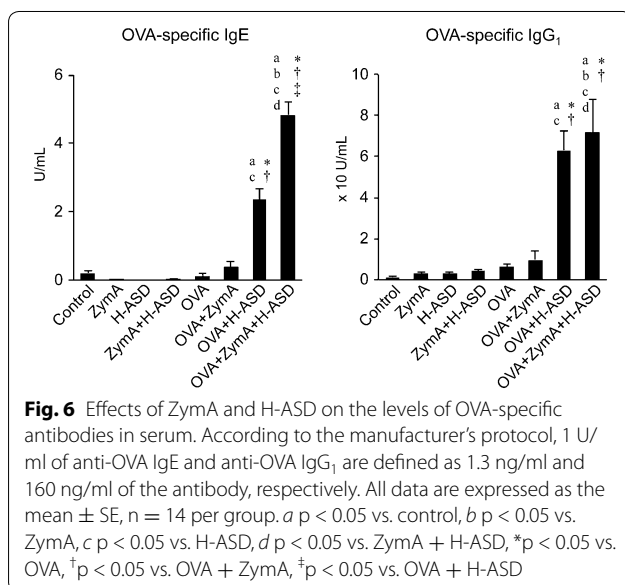 OVA-specific IgE
OVA-specific IgG1
a *
b †
c ‡
d
a *
c †
6
4
2
0
U/mL
Control
ZymA
H-ASD
ZymA+H-ASD
OVA
OVA+ZymA
OVA+H-ASD
OVA+ZymA+H-ASD
a *
b †
c
d
a *
c †
10
8
6
4
2
0
x 10 U/mL
Control
ZymA
H-ASD
ZymA+H-ASD
OVA
OVA+ZymA
OVA+H-ASD
OVA+ZymA+H-ASD
Fig. 6 Effects of ZymA and H-ASD on the levels of OVA-specific
antibodies in serum. According to the manufacturer's protocol, 1 U/
ml of anti-OVA IgE and anti-OVA IgG1 are defined as 1.3 ng/ml and
160 ng/ml of the antibody, respectively. All data are expressed as the
mean ± SE, n = 14 per group. a p < 0.05 vs. control, b p < 0.05 vs.
ZymA, c p < 0.05 vs. H-ASD, d p < 0.05 vs. ZymA + H-ASD, *p < 0.05 vs.
OVA, †p < 0.05 vs. OVA + ZymA, ‡p < 0.05 vs. OVA + H-ASD